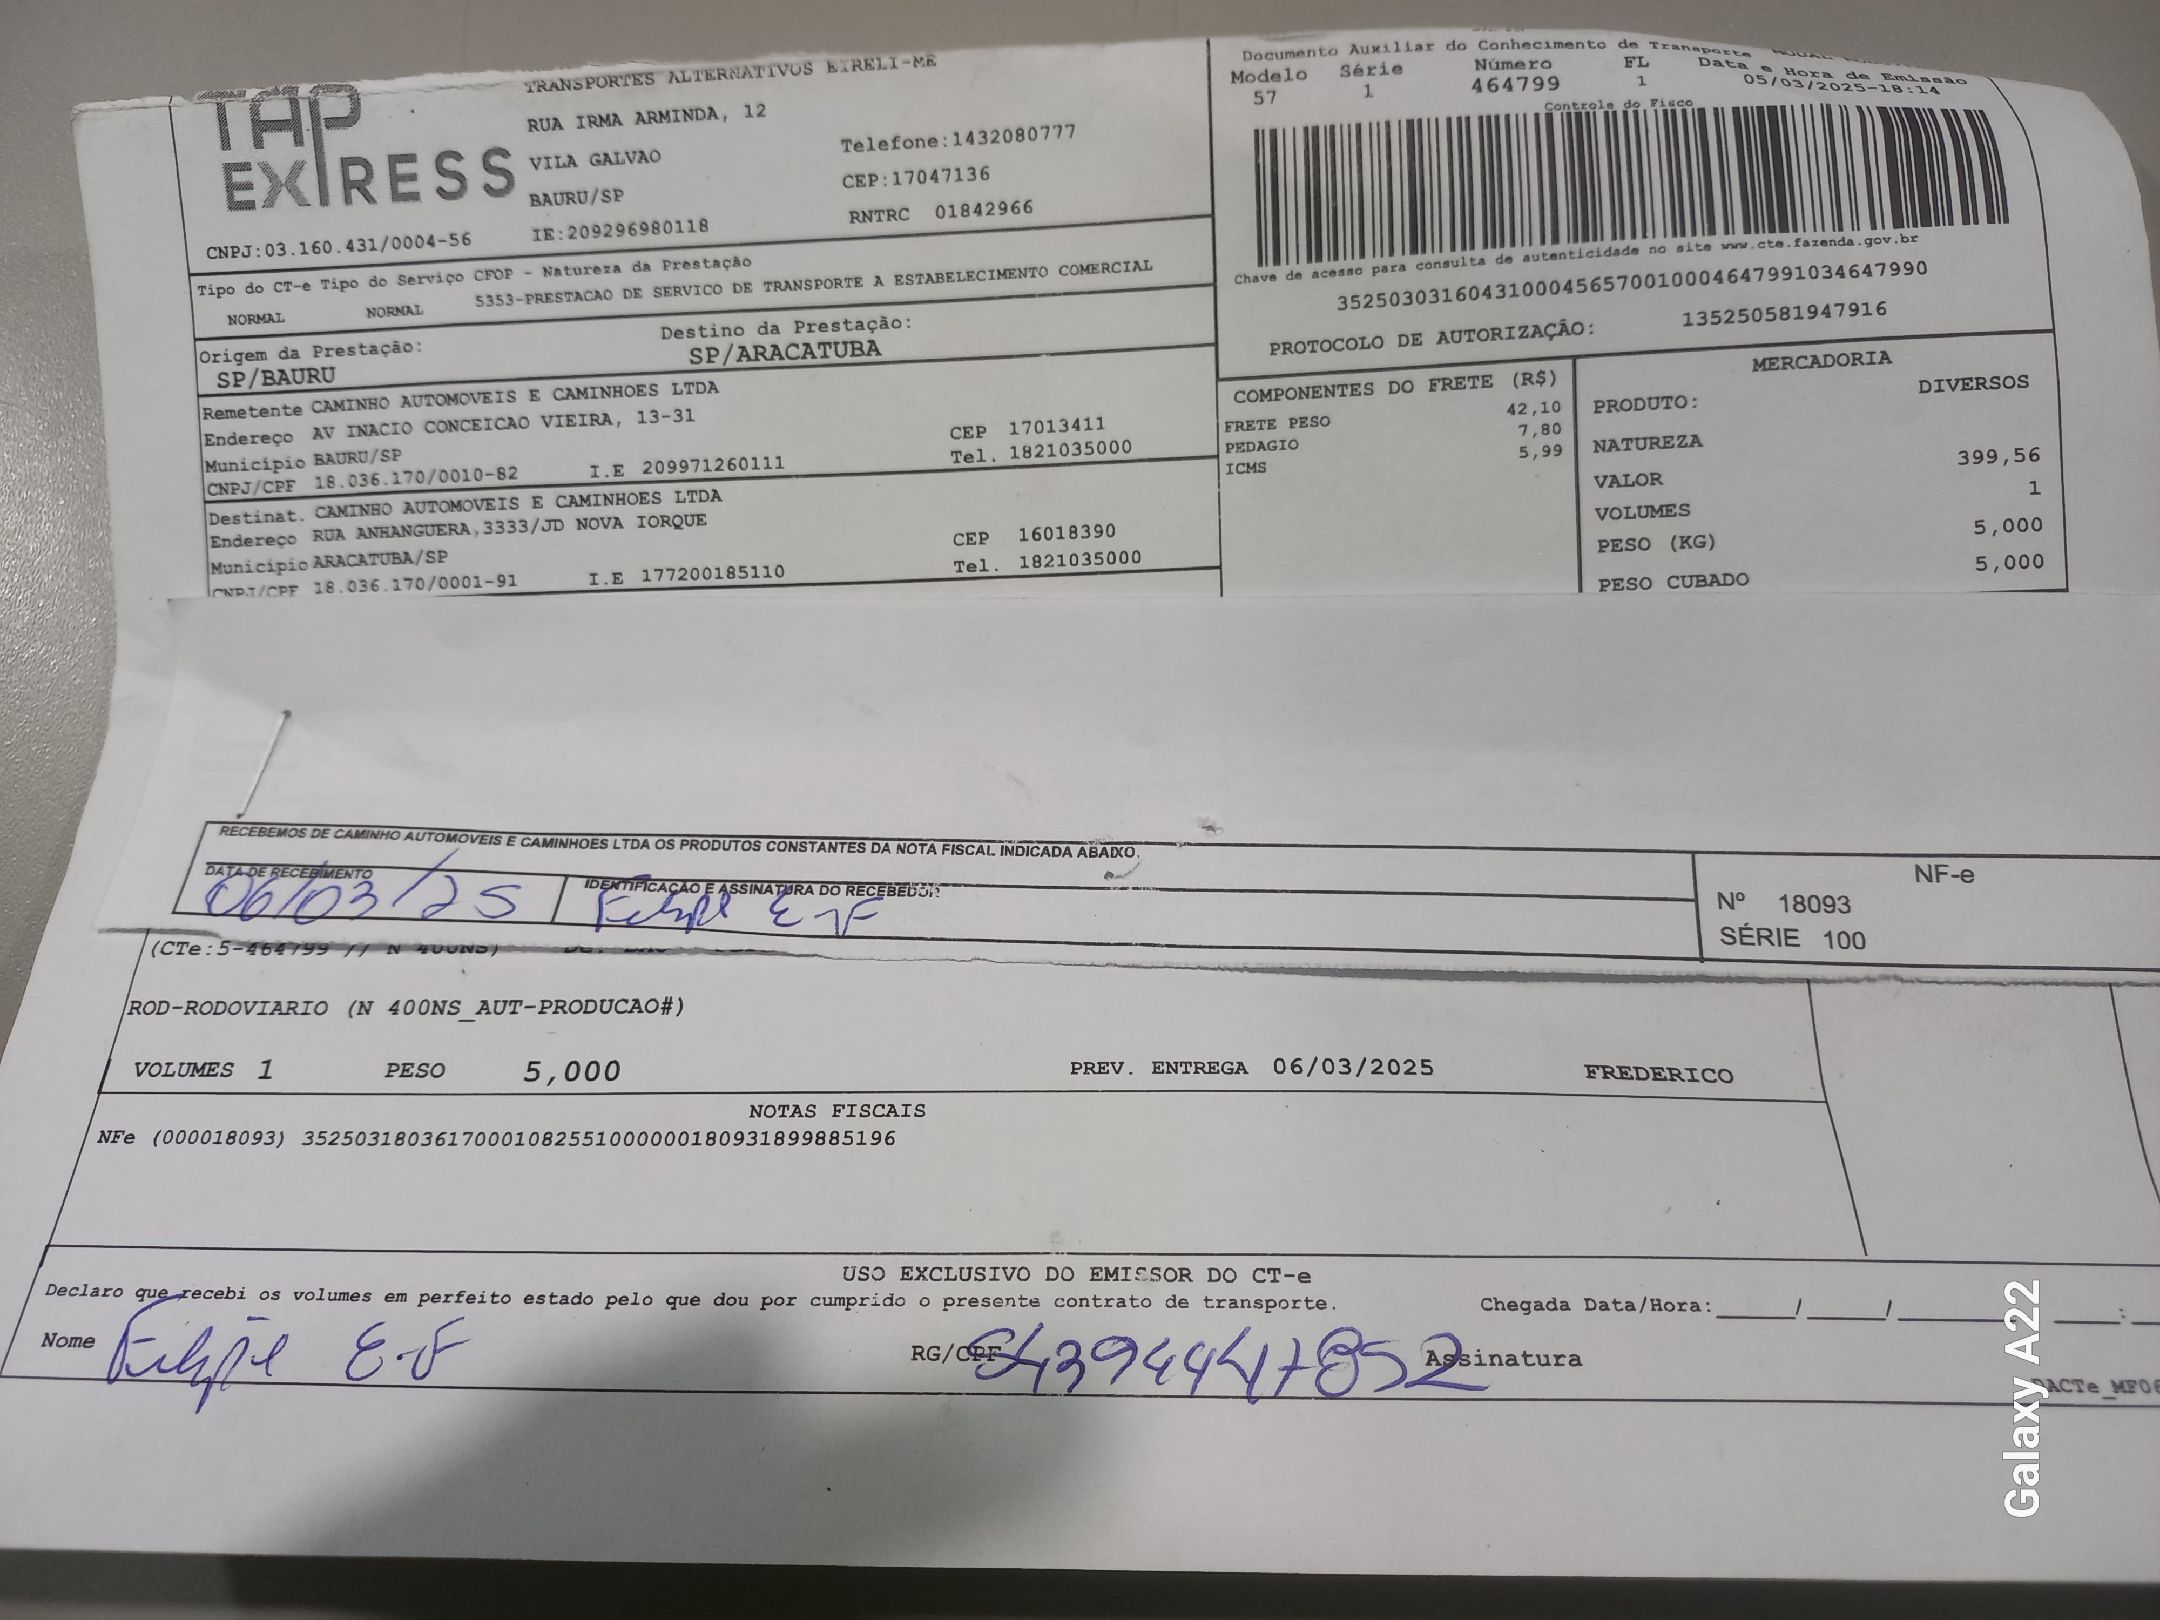 TAP
EXPRESS
TRANSPORTES ALTERNATIVOS EIRELI-ME
RUA IRMA ARMINDA, 12
VILA GALVAO
BAURU/SP
IE:209296980118
Telefone:1432080777
CEP:17047136
RNTRC 01842966
CNPJ:03.160.431/0004-56
Documento Auxiliar do Conhecimento de Transporte
Modelo Série Número FL Data e Hora de Emissão
57 1 464799 1 05/03/2025-18:14
Controle do Fisco
Chave de acesso para consulta de autenticidade no site www.cte.fazenda.gov.br
35250303160431000456570010004647991034647990
PROTOCOLO DE AUTORIZAÇÃO: 135250581947916
Tipo do CT-e Tipo do Serviço CFOP - Natureza da Prestação
NORMAL NORMAL 5353-PRESTACAO DE SERVICO DE TRANSPORTE A ESTABELECIMENTO COMERCIAL
Origem da Prestação: Destino da Prestação:
SP/BAURU SP/ARACATUBA
Remetente CAMINHO AUTOMOVEIS E CAMINHOES LTDA
Endereço AV INACIO CONCEICAO VIEIRA, 13-31 CEP 17013411
Município BAURU/SP Tel. 1821035000
CNPJ/CPF 18.036.170/0010-82 I.E 209971260111
Destinat. CAMINHO AUTOMOVEIS E CAMINHOES LTDA
Endereço RUA ANHANGUERA,3333/JD NOVA IORQUE CEP 16018390
Município ARACATUBA/SP Tel. 1821035000
CNPJ/CPF 18.036.170/0001-91 I.E 177200185110
COMPONENTES DO FRETE (R$)
FRETE PESO 42,10
PEDAGIO 7,80
ICMS 5,99
MERCADORIA
PRODUTO: DIVERSOS
NATUREZA
VALOR 399,56
VOLUMES 1
PESO (KG) 5,000
PESO CUBADO 5,000
RECEBEMOS DE CAMINHO AUTOMOVEIS E CAMINHOES LTDA OS PRODUTOS CONSTANTES DA NOTA FISCAL INDICADA ABAIXO.
DATA DE RECEBIMENTO IDENTIFICAÇÃO E ASSINATURA DO RECEBEDOR
06/03/25 Felipe E-F
NF-e
Nº 18093
SÉRIE 100
(CTe:5-464799 // N 400NS)
ROD-RODOVIARIO (N 400NS_AUT-PRODUCAO#)
VOLUMES 1 PESO 5,000 PREV. ENTREGA 06/03/2025 FREDERICO
NOTAS FISCAIS
NFe (000018093) 35250318036170001082551000000180931899885196
USO EXCLUSIVO DO EMISSOR DO CT-e
Declaro que recebi os volumes em perfeito estado pelo que dou por cumprido o presente contrato de transporte. Chegada Data/Hora:_____/_____/_______ ____:__
Nome Felipe E-F RG/CPF Assinatura
DACTe_MF06
Galaxy A22